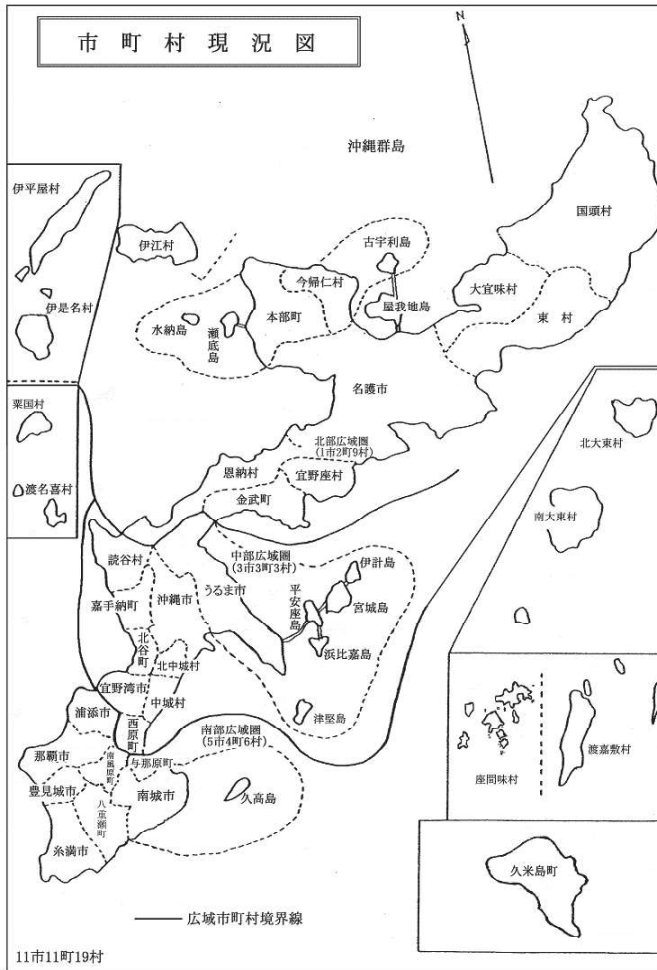 市町村現況図
N
沖縄群島
伊平屋村
国頭村
伊江村
古宇利島
今帰仁村
大宜味村
伊是名村
水納島
瀬底島
本部町
屋我地島
東村
名護市
粟国村
北部広域圏
(1市2町9村)
北大東村
恩納村
宜野座村
渡名喜村
金武町
南大東村
読谷村
中部広域圏
(3市3町3村)
伊計島
沖縄市
うるま市
嘉手納町
平安座島
宮城島
北谷町
浜比嘉島
北中城村
宜野湾市
中城村
浦添市
西原町
津堅島
南部広域圏
(5市4町6村)
渡嘉敷村
座間味村
那覇市
南風原町
与那原町
豊見城市
八重瀬町
南城市
久高島
糸満市
久米島町
広域市町村境界線
11市11町19村